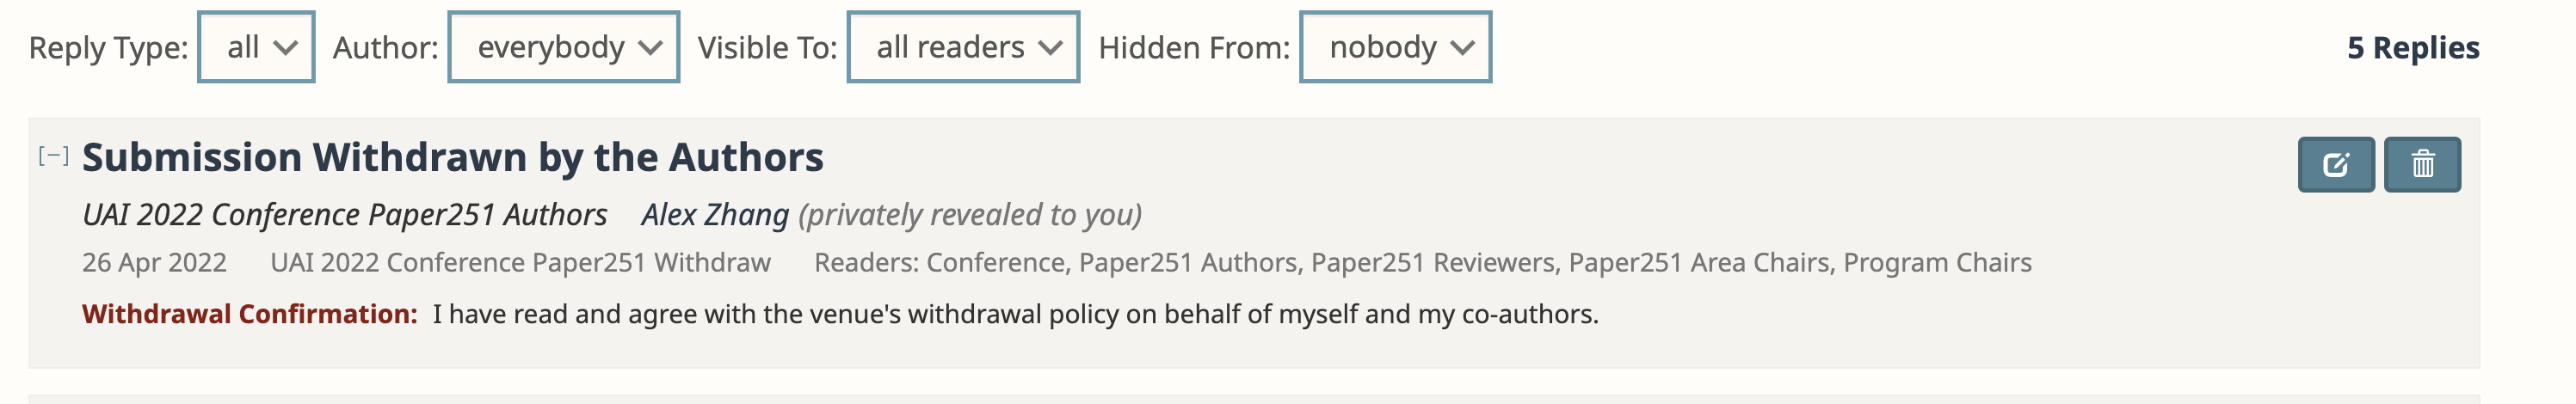 Reply Type: all Author: everybody Visible To: all readers Hidden From: nobody 5 Replies
[−] Submission Withdrawn by the Authors
UAI 2022 Conference Paper251 Authors Alex Zhang (privately revealed to you)
26 Apr 2022 UAI 2022 Conference Paper251 Withdraw Readers: Conference, Paper251 Authors, Paper251 Reviewers, Paper251 Area Chairs, Program Chairs
Withdrawal Confirmation: I have read and agree with the venue's withdrawal policy on behalf of myself and my co-authors.